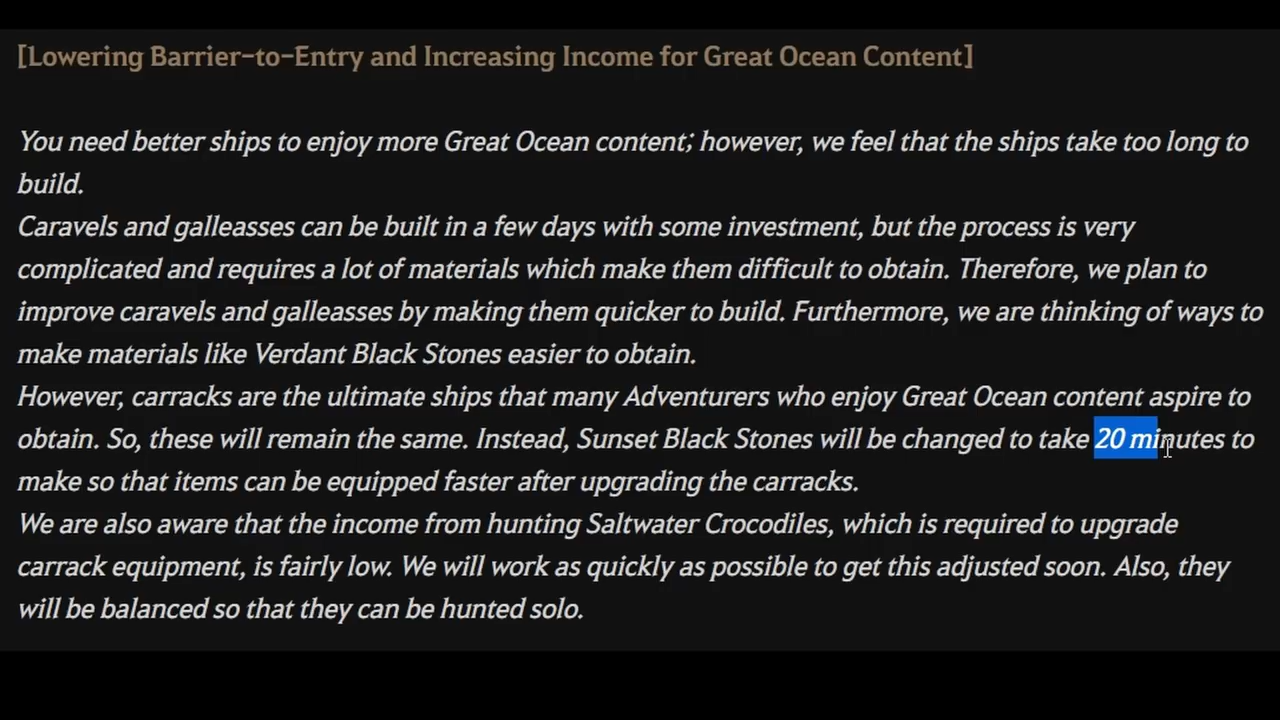 [Lowering Barrier-to-Entry and Increasing Income for Great Ocean Content]
You need better ships to enjoy more Great Ocean content; however, we feel that the ships take too long to
build.
Caravels and galleasses can be built in a few days with some investment, but the process is very
complicated and requires a lot of materials which make them difficult to obtain. Therefore, we plan to
improve caravels and galleasses by making them quicker to build. Furthermore, we are thinking of ways to
make materials like Verdant Black Stones easier to obtain.
However, carracks are the ultimate ships that many Adventurers who enjoy Great Ocean content aspire to
obtain. So, these will remain the same. Instead, Sunset Black Stones will be changed to take 20 minutes to
make so that items can be equipped faster after upgrading the carracks.
We are also aware that the income from hunting Saltwater Crocodiles, which is required to upgrade
carrack equipment, is fairly low. We will work as quickly as possible to get this adjusted soon. Also, they
will be balanced so that they can be hunted solo.